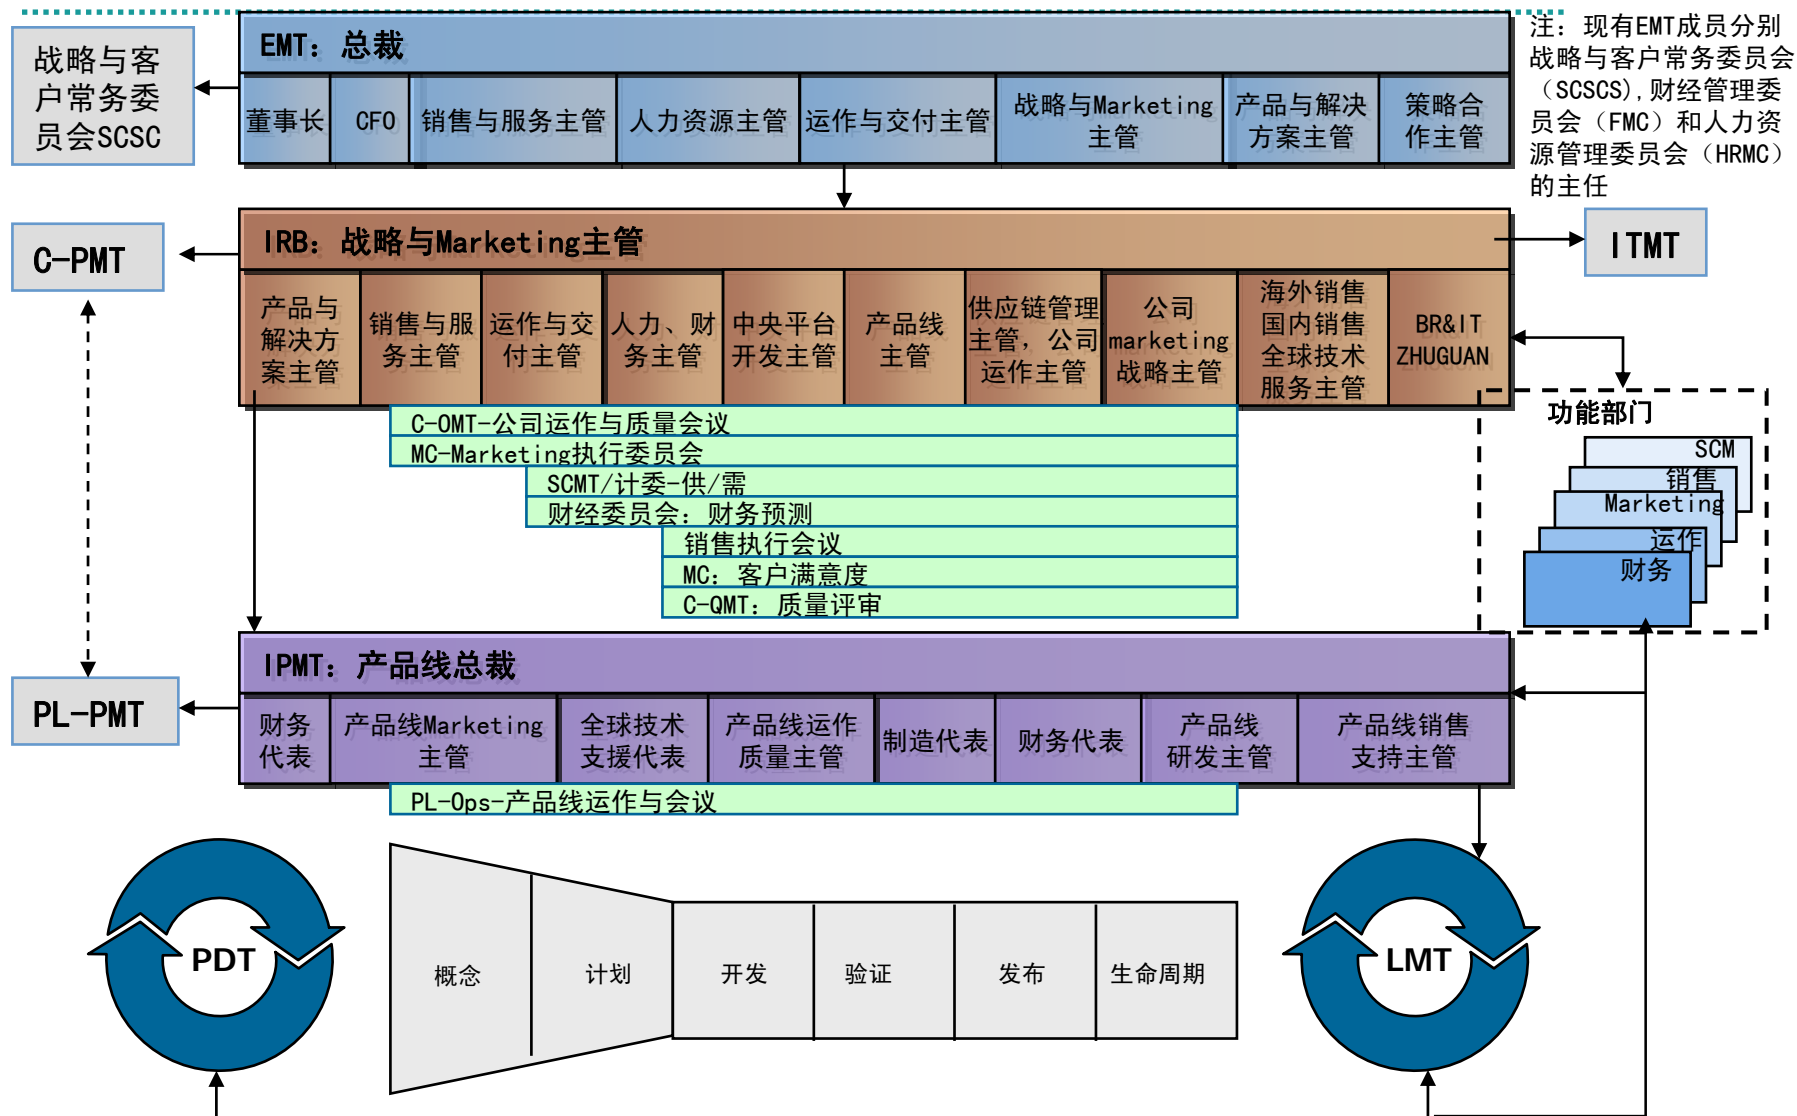 战略与客
户常务委
员会SCSC
EMT：总裁
董事长
CFO
销售与服务主管
人力资源主管
运作与交付主管
战略与Marketing
主管
产品与解决
方案主管
策略合
作主管
注：现有EMT成员分别
战略与客户常务委员会
（SCSCS),财经管理委
员会（FMC）和人力资
源管理委员会（HRMC）
的主任
C-PMT
IRB：战略与Marketing主管
ITMT
产品与
解决方
案主管
销售与服
务主管
运作与交
付主管
人力、财
务主管
中央平台
开发主管
产品线
主管
供应链管理
主管，公司
运作主管
公司
marketing
战略主管
海外销售
国内销售
全球技术
服务主管
BR&IT
ZHUGUAN
C-OMT-公司运作与质量会议
MC-Marketing执行委员会
SCMT/计委-供/需
财经委员会：财务预测
销售执行会议
MC：客户满意度
C-QMT：质量评审
功能部门
SCM
销售
Marketing
运作
财务
PL-PMT
IPMT：产品线总裁
财务
代表
产品线Marketing
主管
全球技术
支援代表
产品线运作
质量主管
制造代表
财务代表
产品线
研发主管
产品线销售
支持主管
PL-Ops-产品线运作与会议
PDT
概念
计划
开发
验证
发布
生命周期
LMT